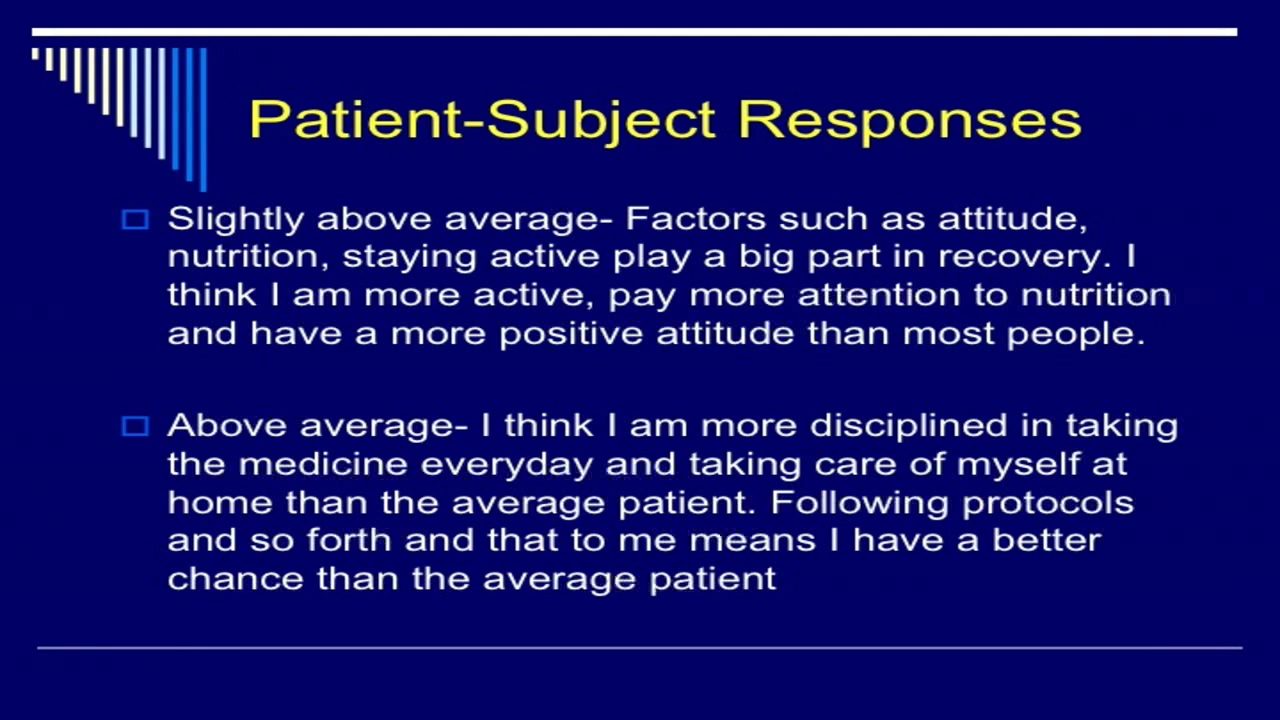 Patient-Subject Responses
Slightly above average- Factors such as attitude,
nutrition, staying active play a big part in recovery. I
think I am more active, pay more attention to nutrition
and have a more positive attitude than most people.
Above average- I think I am more disciplined in taking
the medicine everyday and taking care of myself at
home than the average patient. Following protocols
and so forth and that to me means I have a better
chance than the average patient